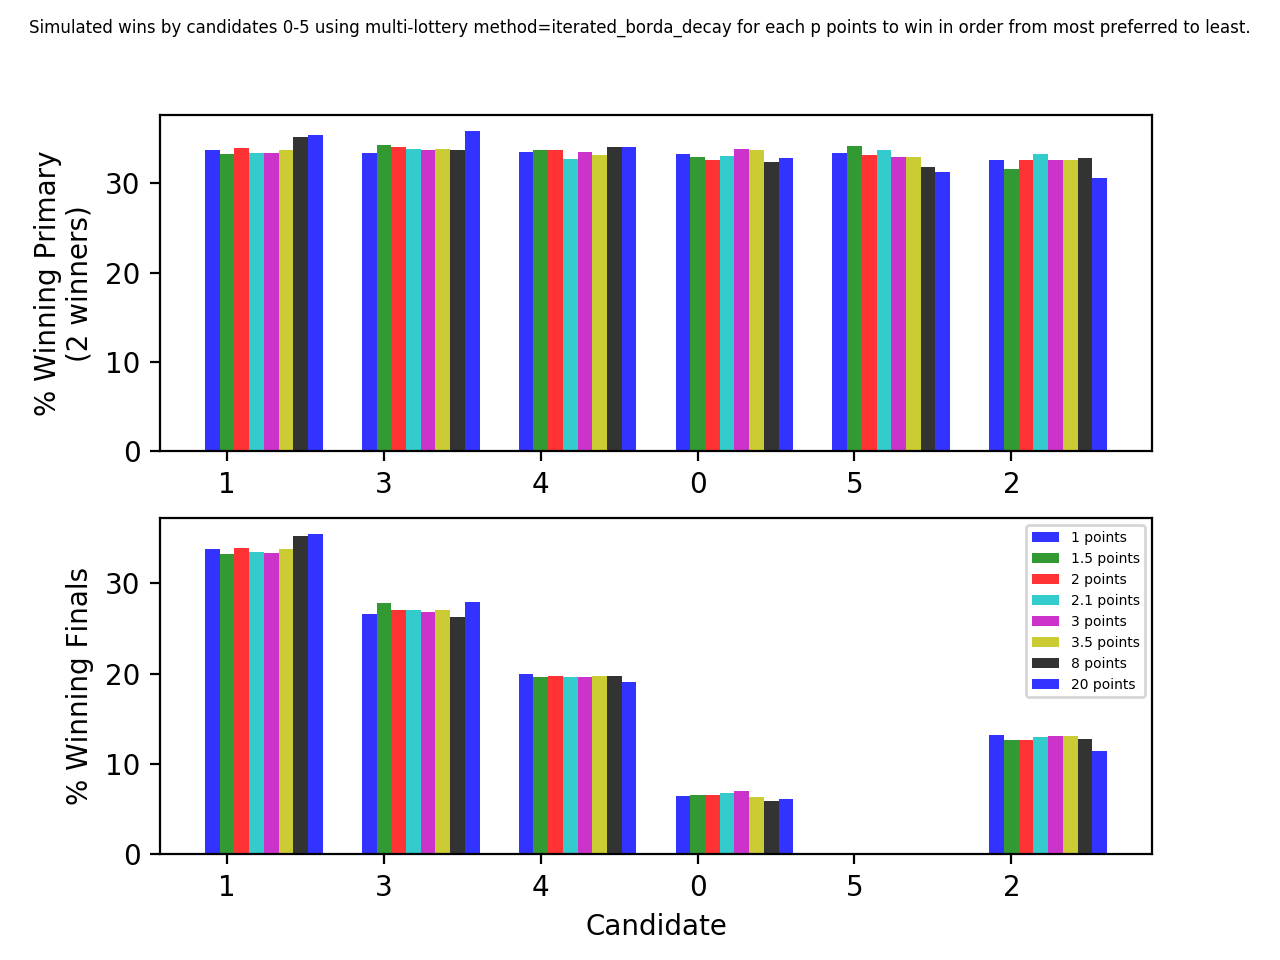 Simulated wins by candidates 0-5 using multi-lottery method=iterated_borda_decay for each p points to win in order from most preferred to least.
% Winning Primary
(2 winners)
30
20
10
0
1 3 4 0 5 2
% Winning Finals
30
20
10
0
1 points
1.5 points
2 points
2.1 points
3 points
3.5 points
8 points
20 points
1 3 4 0 5 2
Candidate